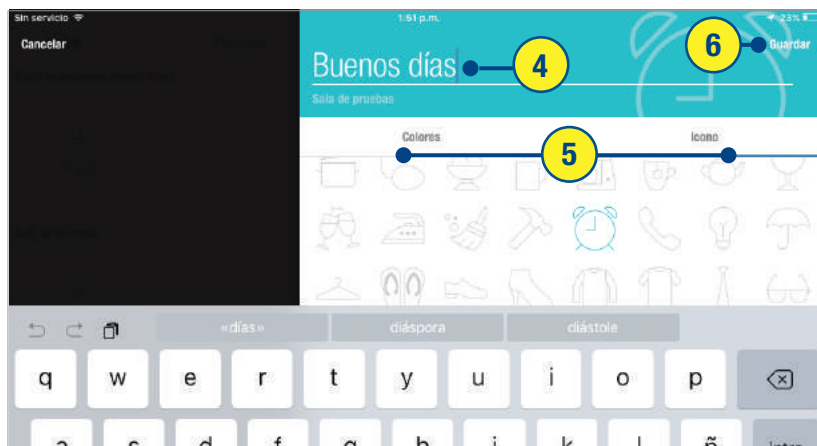 Sin servicio 1:51 p.m. 23%
Cancelar
6
Guardar
Buenos días
4
Sala de pruebas
Colores
5
Icono
«días» diáspora diástole
q w e r t y u i o p
a s d f g h j k l ñ intro